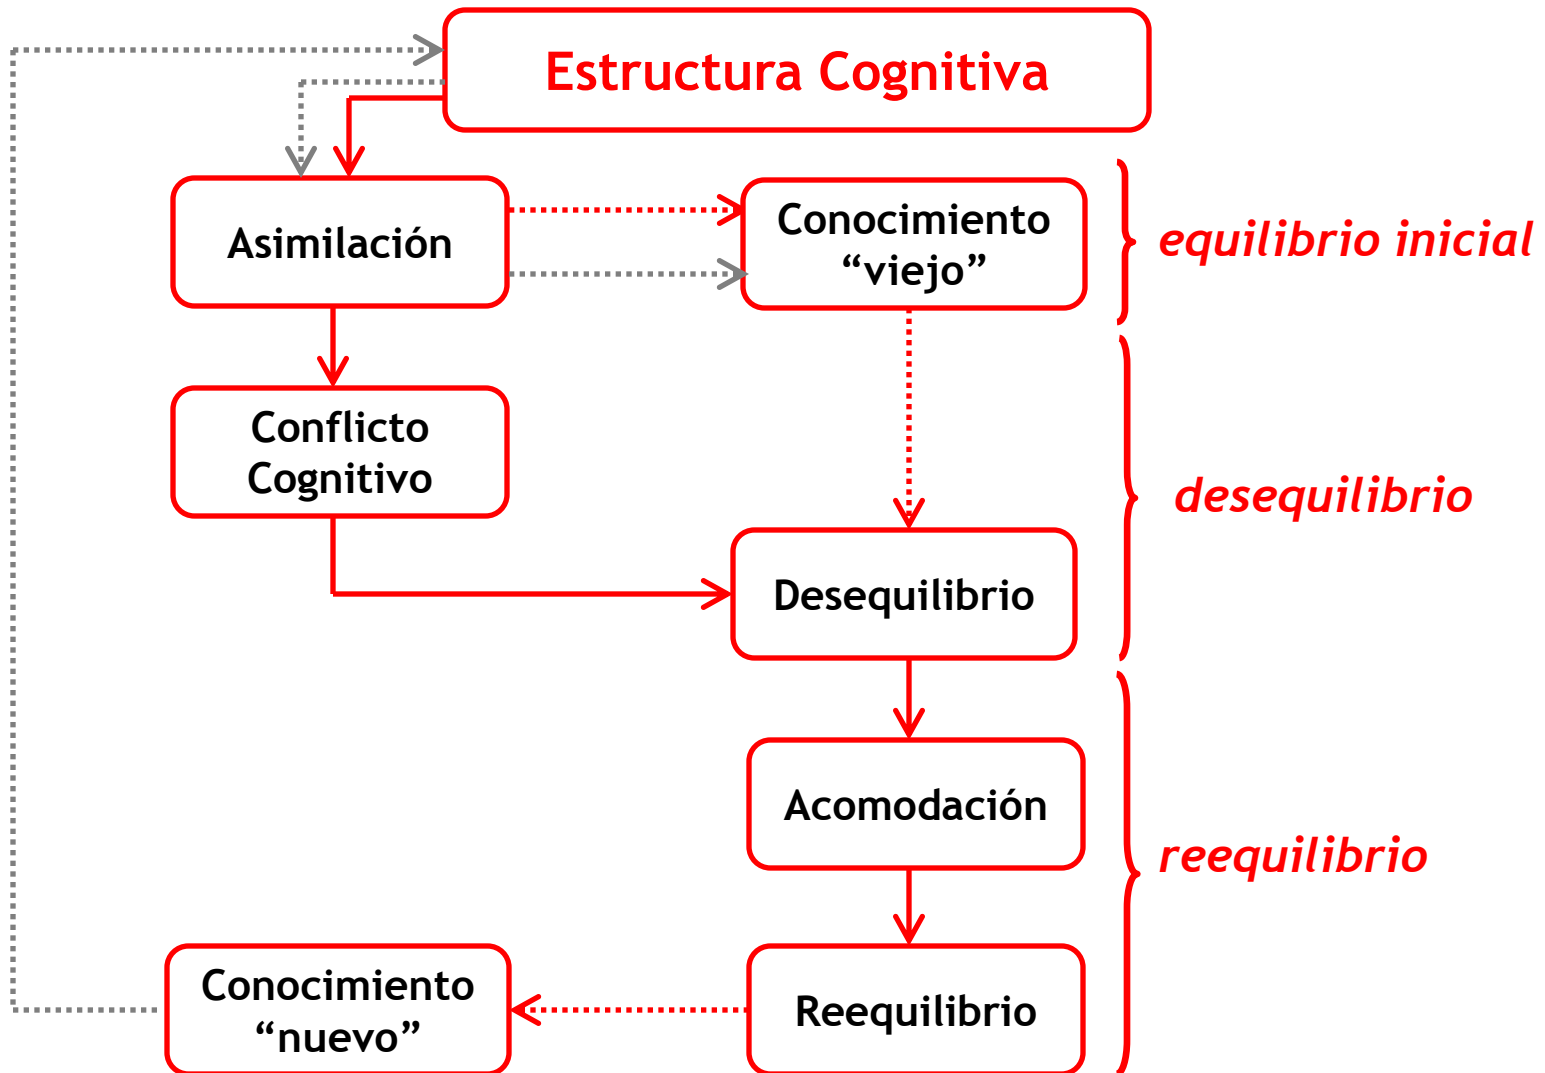 Estructura Cognitiva
Asimilación
Conocimiento
“viejo”
equilibrio inicial
Conflicto
Cognitivo
desequilibrio
Desequilibrio
Acomodación
reequilibrio
Conocimiento
“nuevo”
Reequilibrio